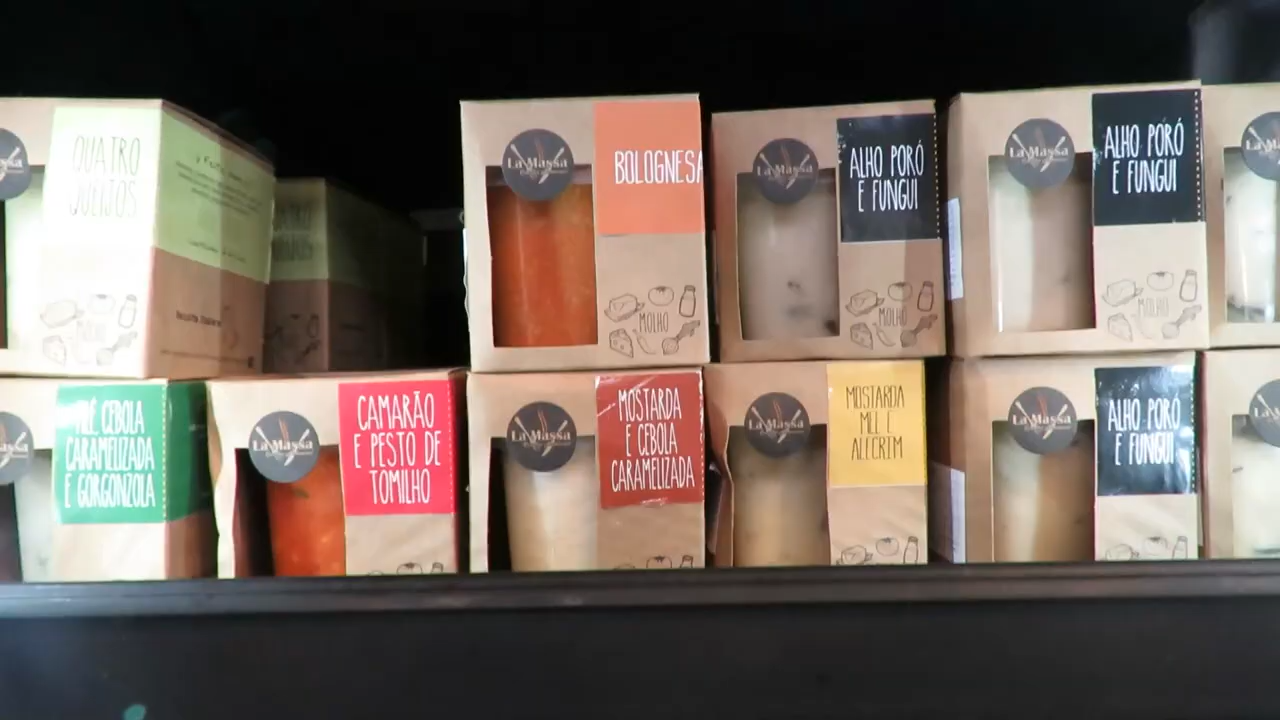 QUATRO
QUEIJOS
MOLHO
La Massa
BOLOGNESA
MOLHO
La Massa
ALHO PORÓ
E FUNGUI
MOLHO
La Massa
ALHO PORÓ
E FUNGUI
CEBOLA
CARAMELIZADA
E GORGONZOLA
La Massa
CAMARÃO
E PESTO DE
TOMILHO
La Massa
MOSTARDA
E CEBOLA
CARAMELIZADA
La Massa
MOSTARDA
MEL E
ALECRIM
La Massa
ALHO PORÓ
E FUNGUI